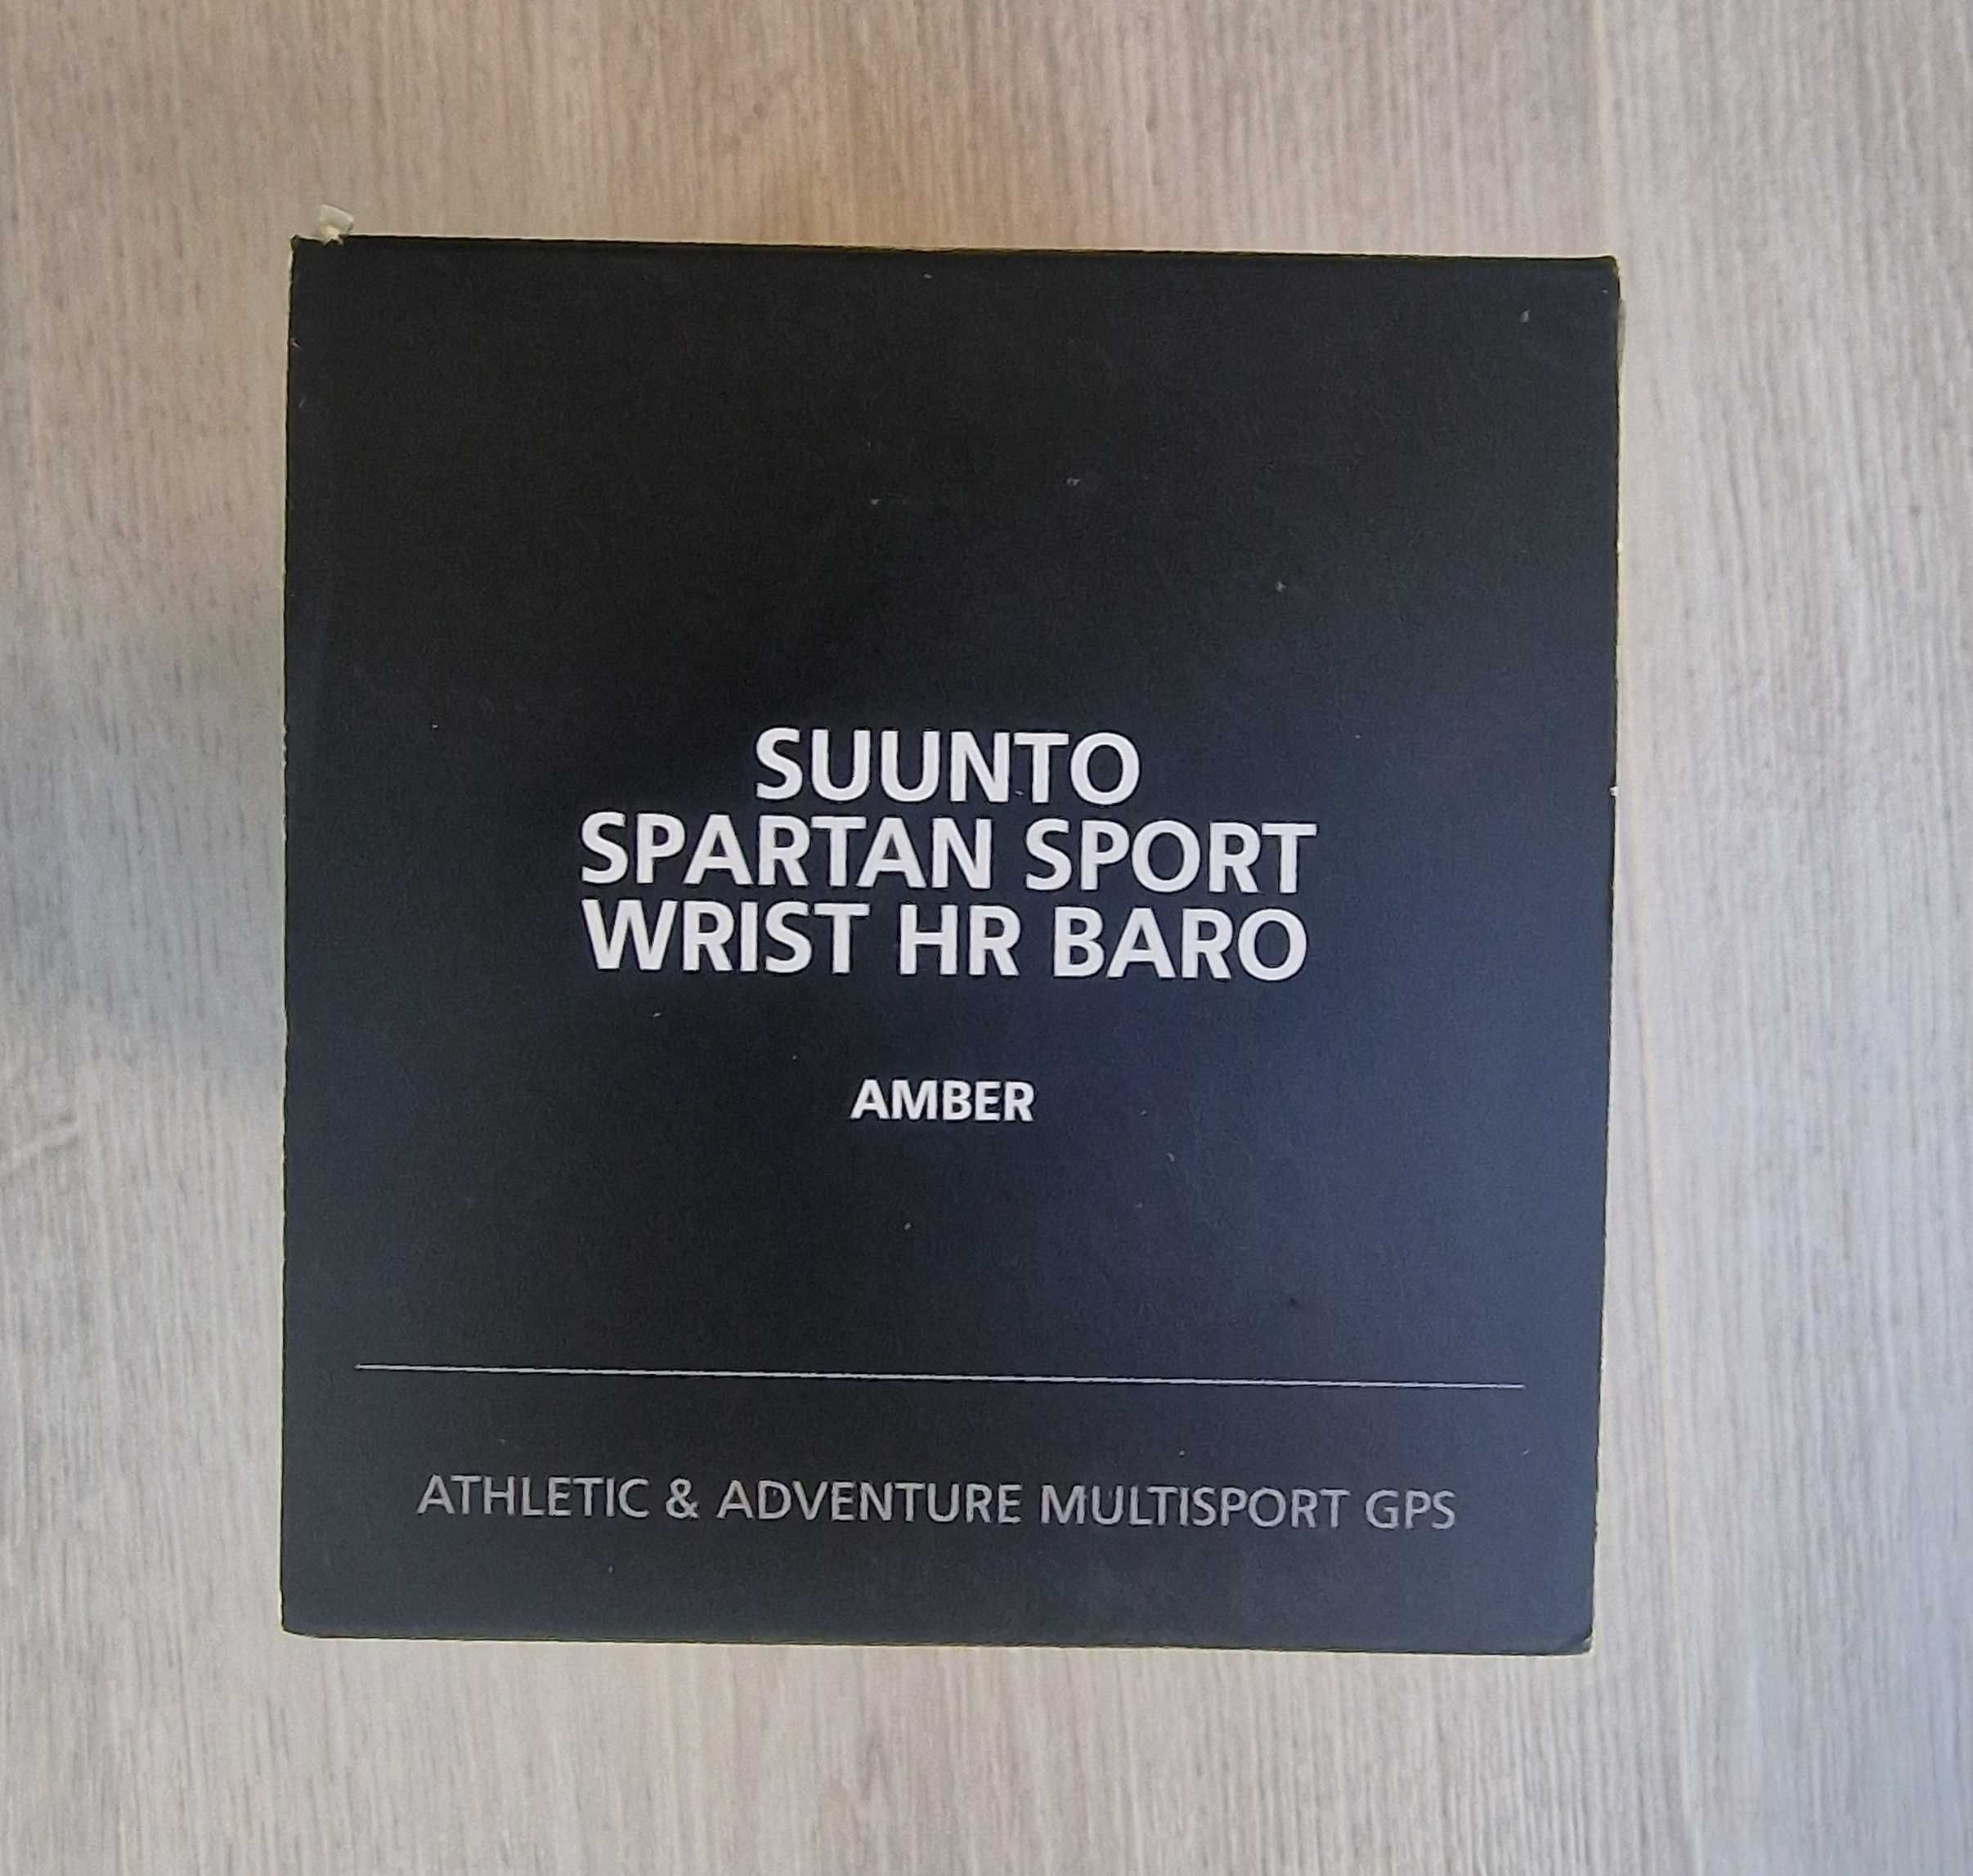 SUUNTO
SPARTAN SPORT
WRIST HR BARO
AMBER
ATHLETIC & ADVENTURE MULTISPORT GPS